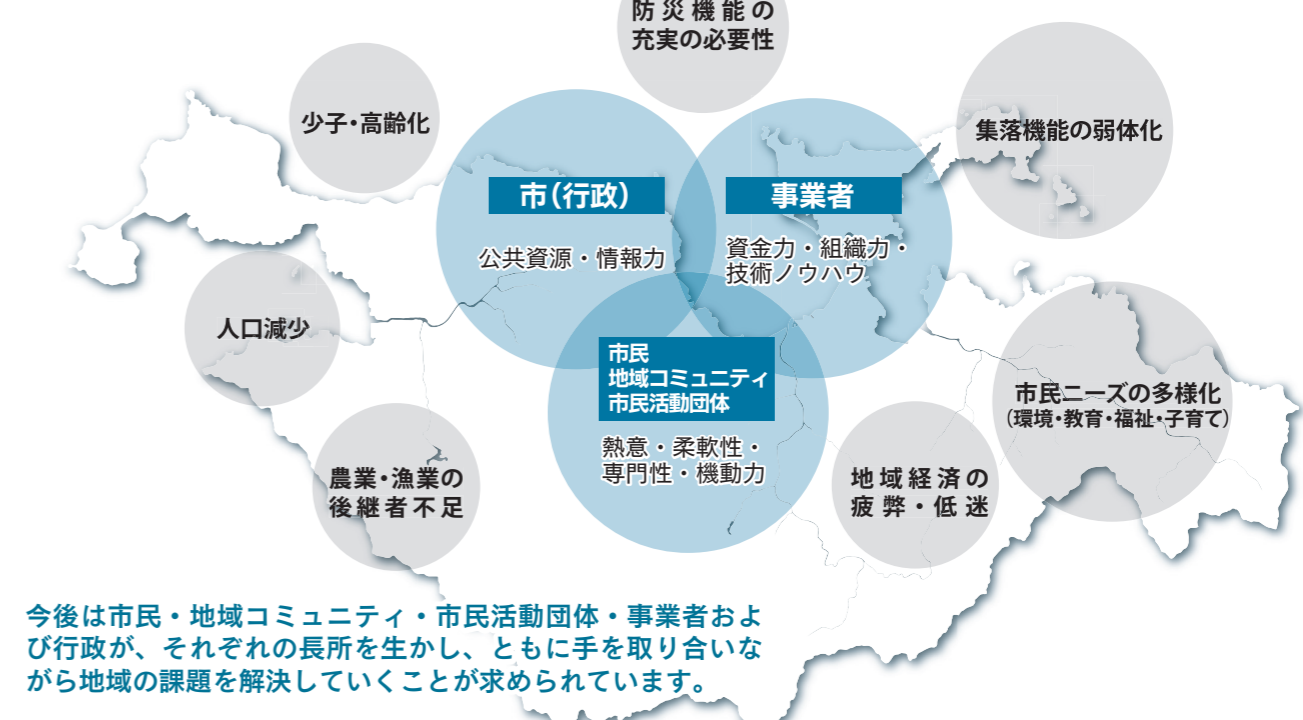 防災機能の
充実の必要性
少子・高齢化
集落機能の弱体化
市（行政）
事業者
公共資源・情報力
資金力・組織力・
技術ノウハウ
人口減少
市民
地域コミュニティ
市民活動団体
熱意・柔軟性・
専門性・機動力
市民ニーズの多様化
（環境・教育・福祉・子育て）
農業・漁業の
後継者不足
地域経済の
疲弊・低迷
今後は市民・地域コミュニティ・市民活動団体・事業者およ
び行政が、それぞれの長所を生かし、ともに手を取り合いな
がら地域の課題を解決していくことが求められています。